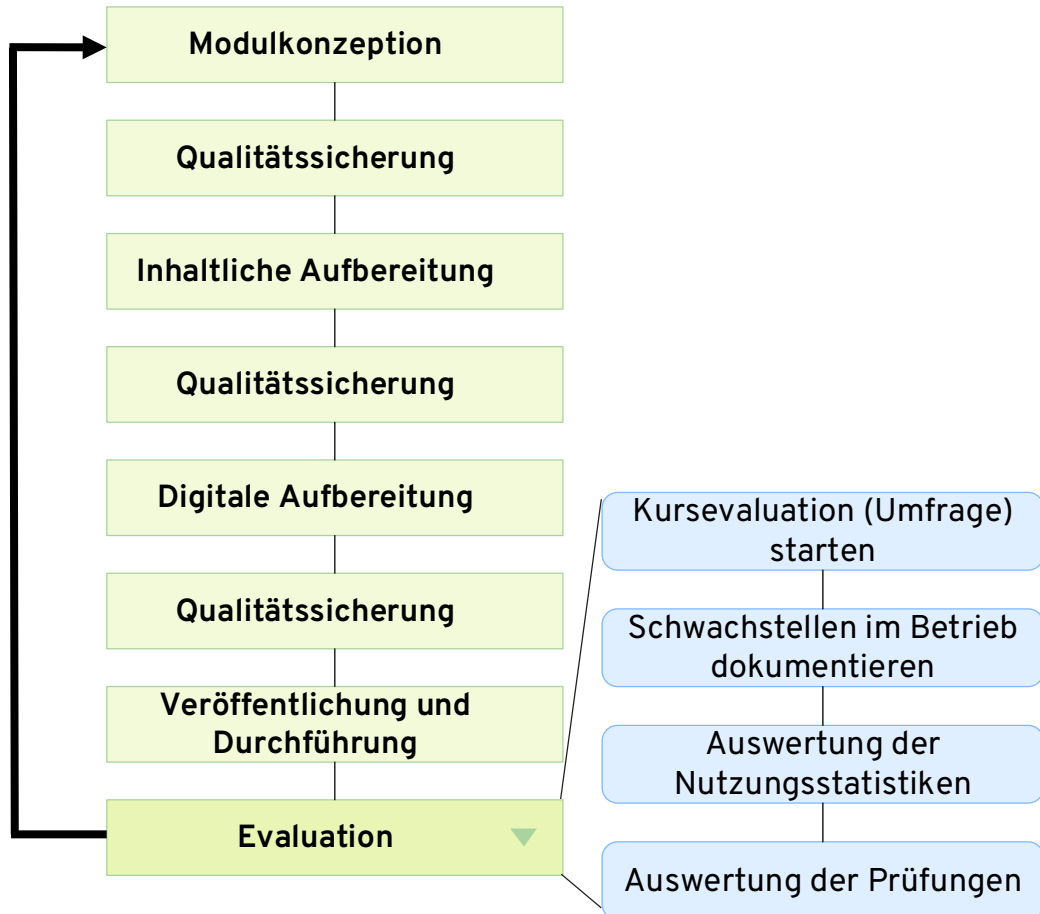 Modulkonzeption
Qualitätssicherung
Inhaltliche Aufbereitung
Qualitätssicherung
Digitale Aufbereitung
Qualitätssicherung
Veröffentlichung und
Durchführung
Evaluation
Kursevaluation (Umfrage)
starten
Schwachstellen im Betrieb
dokumentieren
Auswertung der
Nutzungsstatistiken
Auswertung der Prüfungen